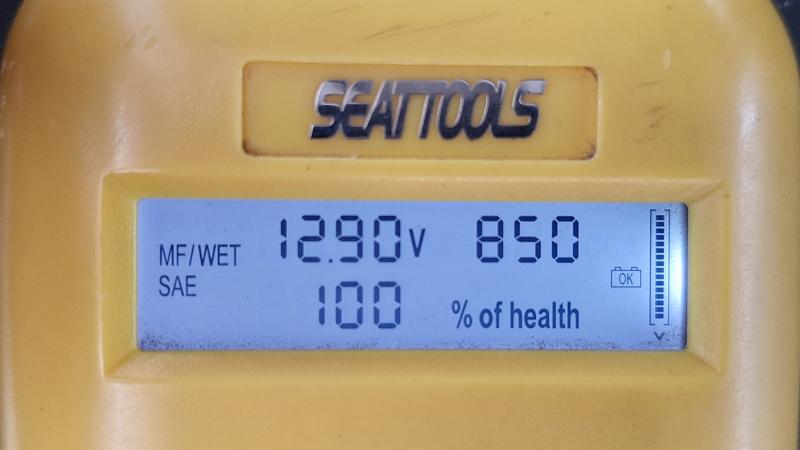 SEATTOOLS
MF/WET 12.90V 850
SAE
OK
100 % of health